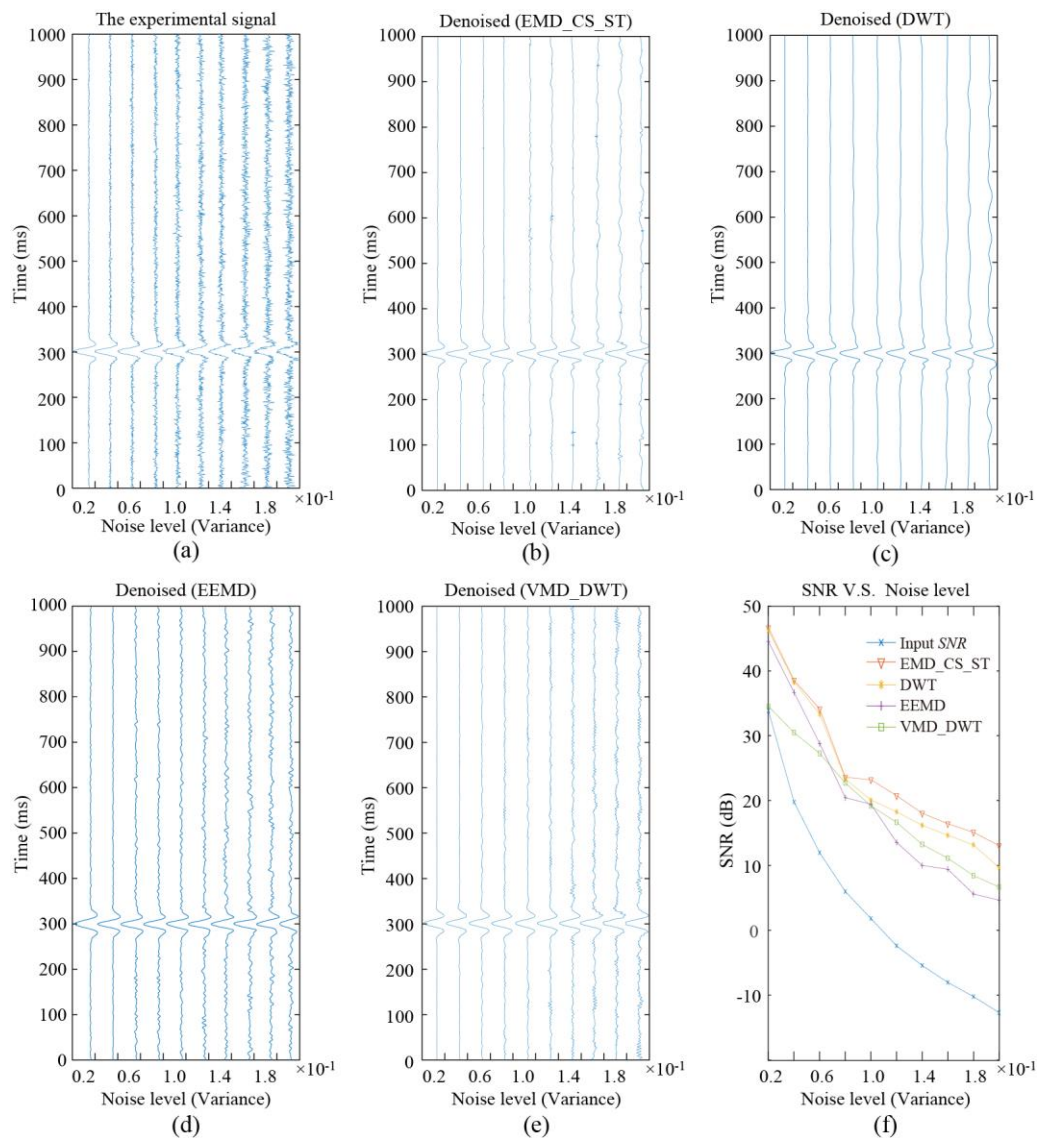 The experimental signal
1000
900
800
700
600
500
400
300
200
100
0
Time (ms)
0.2 0.6 1.0 1.4 1.8 ×10⁻¹
Noise level (Variance)
(a)
Denoised (EMD_CS_ST)
1000
900
800
700
600
500
400
300
200
100
0
Time (ms)
0.2 0.6 1.0 1.4 1.8 ×10⁻¹
Noise level (Variance)
(b)
Denoised (DWT)
1000
900
800
700
600
500
400
300
200
100
0
Time (ms)
0.2 0.6 1.0 1.4 1.8 ×10⁻¹
Noise level (Variance)
(c)
Denoised (EEMD)
1000
900
800
700
600
500
400
300
200
100
0
Time (ms)
0.2 0.6 1.0 1.4 1.8 ×10⁻¹
Noise level (Variance)
(d)
Denoised (VMD_DWT)
1000
900
800
700
600
500
400
300
200
100
0
Time (ms)
0.2 0.6 1.0 1.4 1.8 ×10⁻¹
Noise level (Variance)
(e)
SNR V.S. Noise level
50
40
30
20
10
0
-10
SNR (dB)
Input SNR
EMD_CS_ST
DWT
EEMD
VMD_DWT
0.2 0.6 1.0 1.4 1.8 ×10⁻¹
Noise level (Variance)
(f)